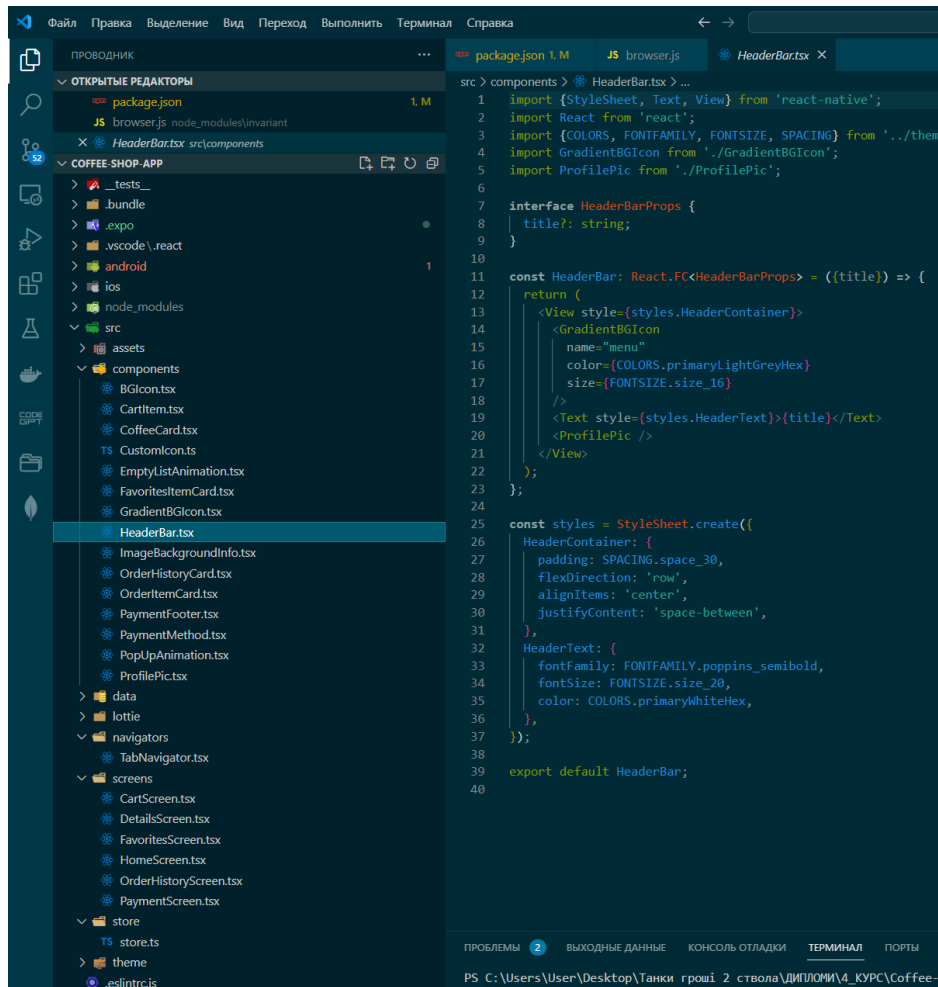 Файл Правка Выделение Вид Переход Выполнить Терминал Справка
ПРОВОДНИК
ОТКРЫТЫЕ РЕДАКТОРЫ
package.json 1, M
JS browser.js node_modules\invariant
HeaderBar.tsx src\components
52
COFFEE-SHOP-APP
__tests__
.bundle
.expo
.vscode \ .react
android 1
ios
node_modules
src
assets
components
BGIcon.tsx
CartItem.tsx
CoffeeCard.tsx
TS CustomIcon.ts
EmptyListAnimation.tsx
FavoritesItemCard.tsx
GradientBGIcon.tsx
HeaderBar.tsx
ImageBackgroundInfo.tsx
OrderHistoryCard.tsx
OrderItemCard.tsx
PaymentFooter.tsx
PaymentMethod.tsx
PopUpAnimation.tsx
ProfilePic.tsx
data
lottie
navigators
TabNavigator.tsx
screens
CartScreen.tsx
DetailsScreen.tsx
FavoritesScreen.tsx
HomeScreen.tsx
OrderHistoryScreen.tsx
PaymentScreen.tsx
store
TS store.ts
theme
.eslintrc.js
CODE
GPT
package.json 1, M JS browser.js HeaderBar.tsx
src > components > HeaderBar.tsx > ...
1 import {StyleSheet, Text, View} from 'react-native';
2 import React from 'react';
3 import {COLORS, FONTFAMILY, FONTSIZE, SPACING} from '../them
4 import GradientBGIcon from './GradientBGIcon';
5 import ProfilePic from './ProfilePic';
6
7 interface HeaderBarProps {
8 title?: string;
9 }
10
11 const HeaderBar: React.FC<HeaderBarProps> = ({title}) => {
12 return (
13 <View style={styles.HeaderContainer}>
14 <GradientBGIcon
15 name="menu"
16 color={COLORS.primaryLightGreyHex}
17 size={FONTSIZE.size_16}
18 />
19 <Text style={styles.HeaderText}>{title}</Text>
20 <ProfilePic />
21 </View>
22 );
23 };
24
25 const styles = StyleSheet.create({
26 HeaderContainer: {
27 padding: SPACING.space_30,
28 flexDirection: 'row',
29 alignItems: 'center',
30 justifyContent: 'space-between',
31 },
32 HeaderText: {
33 fontFamily: FONTFAMILY.poppins_semibold,
34 fontSize: FONTSIZE.size_20,
35 color: COLORS.primaryWhiteHex,
36 },
37 });
38
39 export default HeaderBar;
40
ПРОБЛЕМЫ 2 ВЫХОДНЫЕ ДАННЫЕ КОНСОЛЬ ОТЛАДКИ ТЕРМИНАЛ ПОРТЫ
PS C:\Users\User\Desktop\Танки гроші 2 ствола\ДИПЛОМИ\4_КУРС\Coffee-